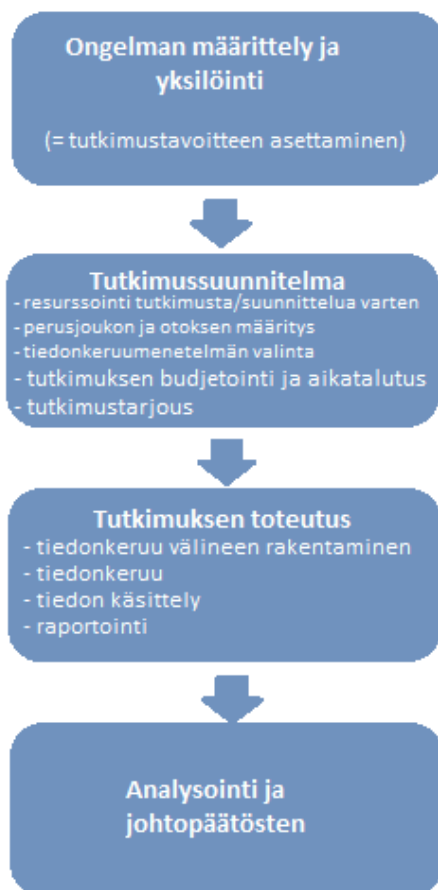 Ongelman määrittely ja
yksilöinti
(= tutkimustavoitteen asettaminen)
Tutkimussuunnitelma
- resurssointi tutkimusta/suunnittelua varten
- perusjoukon ja otoksen määritys
- tiedonkeruumenetelmän valinta
- tutkimuksen budjetointi ja aikatalutus
- tutkimustarjous
Tutkimuksen toteutus
- tiedonkeruu välineen rakentaminen
- tiedonkeruu
- tiedon käsittely
- raportointi
Analysointi ja
johtopäätösten